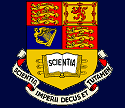 SCIENTIA
SCIENTIA IMPERII DECUS ET TUTAMEN